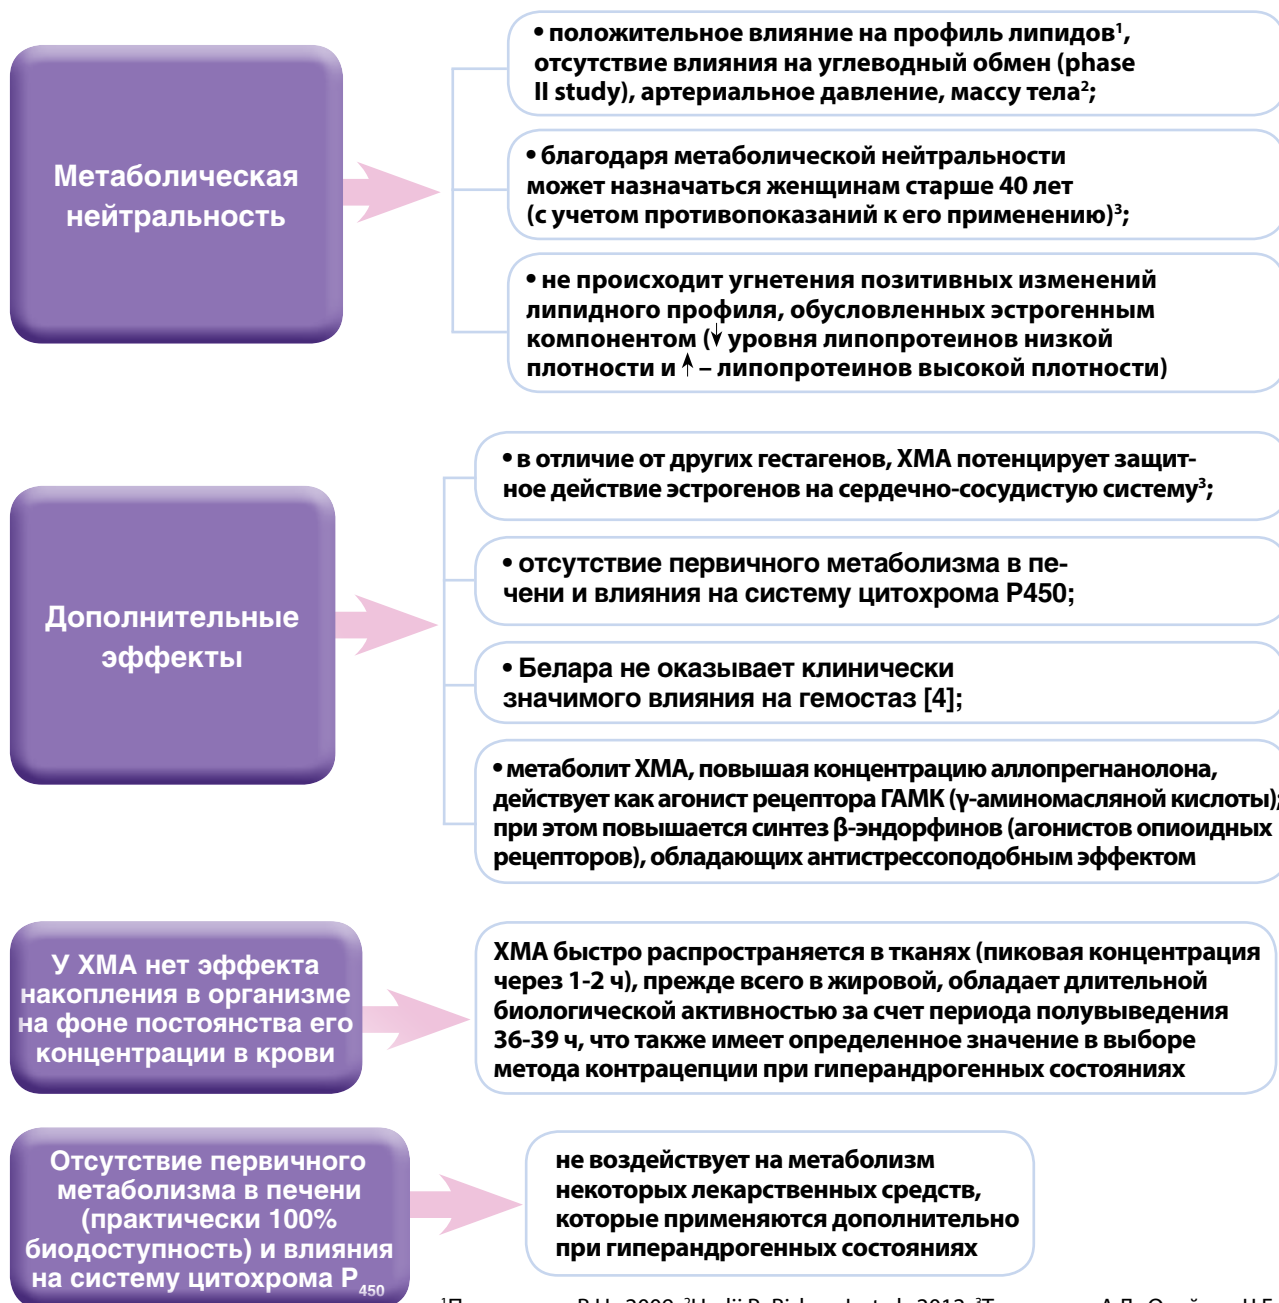 Метаболическая
нейтральность
• положительное влияние на профиль липидов¹,
отсутствие влияния на углеводный обмен (phase
II study), артериальное давление, массу тела²;
• благодаря метаболической нейтральности
может назначаться женщинам старше 40 лет
(с учетом противопоказаний к его применению)³;
• не происходит угнетения позитивных изменений
липидного профиля, обусловленных эстрогенным
компонентом (↓ уровня липопротеинов низкой
плотности и ↑ – липопротеинов высокой плотности)
Дополнительные
эффекты
• в отличие от других гестагенов, ХМА потенцирует защит-
ное действие эстрогенов на сердечно-сосудистую систему³;
• отсутствие первичного метаболизма в пе-
чени и влияния на систему цитохрома Р450;
• Белара не оказывает клинически
значимого влияния на гемостаз [4];
• метаболит ХМА, повышая концентрацию аллопрегнанолона,
действует как агонист рецептора ГАМК (γ-аминомасляной кислоты);
при этом повышается синтез β-эндорфинов (агонистов опиоидных
рецепторов), обладающих антистрессоподобным эффектом
У ХМА нет эффекта
накопления в организме
на фоне постоянства его
концентрации в крови
ХМА быстро распространяется в тканях (пиковая концентрация
через 1-2 ч), прежде всего в жировой, обладает длительной
биологической активностью за счет периода полувыведения
36-39 ч, что также имеет определенное значение в выборе
метода контрацепции при гиперандрогенных состояниях
Отсутствие первичного
метаболизма в печени
(практически 100%
биодоступность) и влияния
на систему цитохрома Р₄₅₀
не воздействует на метаболизм
некоторых лекарственных средств,
которые применяются дополнительно
при гиперандрогенных состояниях